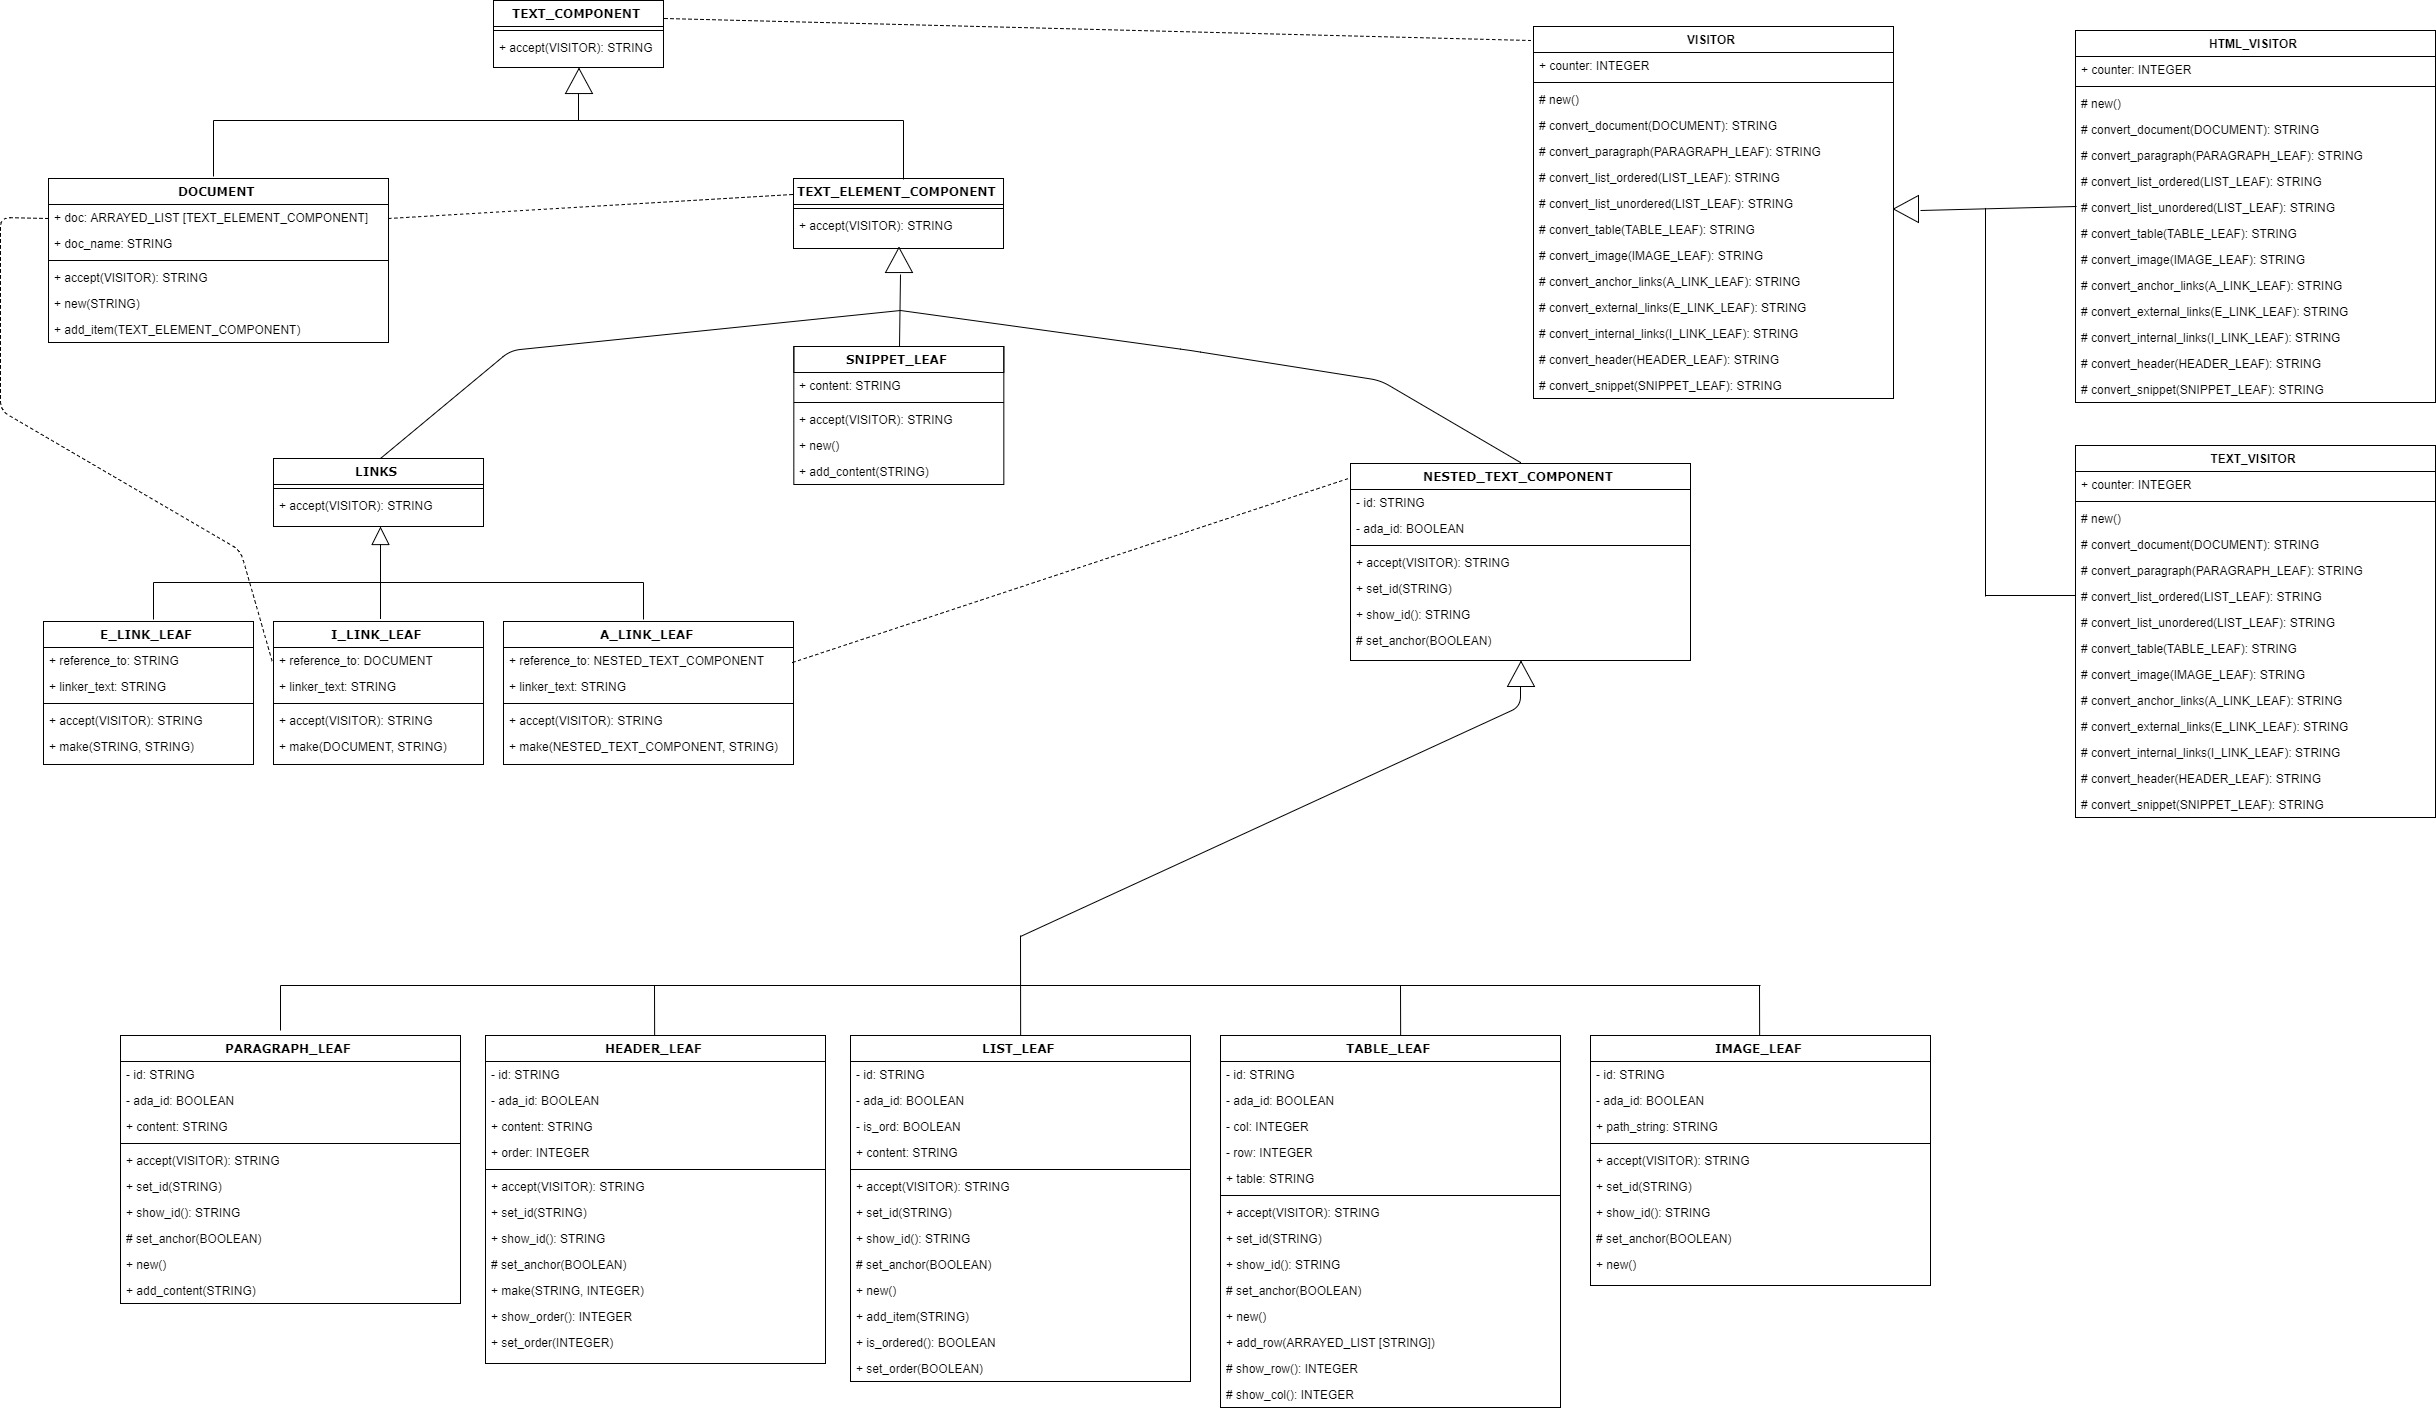 TEXT_COMPONENT
+ accept(VISITOR): STRING
VISITOR
+ counter: INTEGER
# new()
# convert_document(DOCUMENT): STRING
# convert_paragraph(PARAGRAPH_LEAF): STRING
# convert_list_ordered(LIST_LEAF): STRING
# convert_list_unordered(LIST_LEAF): STRING
# convert_table(TABLE_LEAF): STRING
# convert_image(IMAGE_LEAF): STRING
# convert_anchor_links(A_LINK_LEAF): STRING
# convert_external_links(E_LINK_LEAF): STRING
# convert_internal_links(I_LINK_LEAF): STRING
# convert_header(HEADER_LEAF): STRING
# convert_snippet(SNIPPET_LEAF): STRING
HTML_VISITOR
+ counter: INTEGER
# new()
# convert_document(DOCUMENT): STRING
# convert_paragraph(PARAGRAPH_LEAF): STRING
# convert_list_ordered(LIST_LEAF): STRING
# convert_list_unordered(LIST_LEAF): STRING
# convert_table(TABLE_LEAF): STRING
# convert_image(IMAGE_LEAF): STRING
# convert_anchor_links(A_LINK_LEAF): STRING
# convert_external_links(E_LINK_LEAF): STRING
# convert_internal_links(I_LINK_LEAF): STRING
# convert_header(HEADER_LEAF): STRING
# convert_snippet(SNIPPET_LEAF): STRING
DOCUMENT
+ doc: ARRAYED_LIST [TEXT_ELEMENT_COMPONENT]
+ doc_name: STRING
+ accept(VISITOR): STRING
+ new(STRING)
+ add_item(TEXT_ELEMENT_COMPONENT)
TEXT_ELEMENT_COMPONENT
+ accept(VISITOR): STRING
SNIPPET_LEAF
+ content: STRING
+ accept(VISITOR): STRING
+ new()
+ add_content(STRING)
LINKS
+ accept(VISITOR): STRING
NESTED_TEXT_COMPONENT
- id: STRING
- ada_id: BOOLEAN
+ accept(VISITOR): STRING
+ set_id(STRING)
+ show_id(): STRING
# set_anchor(BOOLEAN)
TEXT_VISITOR
+ counter: INTEGER
# new()
# convert_document(DOCUMENT): STRING
# convert_paragraph(PARAGRAPH_LEAF): STRING
# convert_list_ordered(LIST_LEAF): STRING
# convert_list_unordered(LIST_LEAF): STRING
# convert_table(TABLE_LEAF): STRING
# convert_image(IMAGE_LEAF): STRING
# convert_anchor_links(A_LINK_LEAF): STRING
# convert_external_links(E_LINK_LEAF): STRING
# convert_internal_links(I_LINK_LEAF): STRING
# convert_header(HEADER_LEAF): STRING
# convert_snippet(SNIPPET_LEAF): STRING
E_LINK_LEAF
+ reference_to: STRING
+ linker_text: STRING
+ accept(VISITOR): STRING
+ make(STRING, STRING)
I_LINK_LEAF
+ reference_to: DOCUMENT
+ linker_text: STRING
+ accept(VISITOR): STRING
+ make(DOCUMENT, STRING)
A_LINK_LEAF
+ reference_to: NESTED_TEXT_COMPONENT
+ linker_text: STRING
+ accept(VISITOR): STRING
+ make(NESTED_TEXT_COMPONENT, STRING)
PARAGRAPH_LEAF
- id: STRING
- ada_id: BOOLEAN
+ content: STRING
+ accept(VISITOR): STRING
+ set_id(STRING)
+ show_id(): STRING
# set_anchor(BOOLEAN)
+ new()
+ add_content(STRING)
HEADER_LEAF
- id: STRING
- ada_id: BOOLEAN
+ content: STRING
+ order: INTEGER
+ accept(VISITOR): STRING
+ set_id(STRING)
+ show_id(): STRING
# set_anchor(BOOLEAN)
+ make(STRING, INTEGER)
+ show_order(): INTEGER
+ set_order(INTEGER)
LIST_LEAF
- id: STRING
- ada_id: BOOLEAN
- is_ord: BOOLEAN
+ content: STRING
+ accept(VISITOR): STRING
+ set_id(STRING)
+ show_id(): STRING
# set_anchor(BOOLEAN)
+ new()
+ add_item(STRING)
+ is_ordered(): BOOLEAN
+ set_order(BOOLEAN)
TABLE_LEAF
- id: STRING
- ada_id: BOOLEAN
- col: INTEGER
- row: INTEGER
+ table: STRING
+ accept(VISITOR): STRING
+ set_id(STRING)
+ show_id(): STRING
# set_anchor(BOOLEAN)
+ new()
+ add_row(ARRAYED_LIST [STRING])
# show_row(): INTEGER
# show_col(): INTEGER
IMAGE_LEAF
- id: STRING
- ada_id: BOOLEAN
+ path_string: STRING
+ accept(VISITOR): STRING
+ set_id(STRING)
+ show_id(): STRING
# set_anchor(BOOLEAN)
+ new()